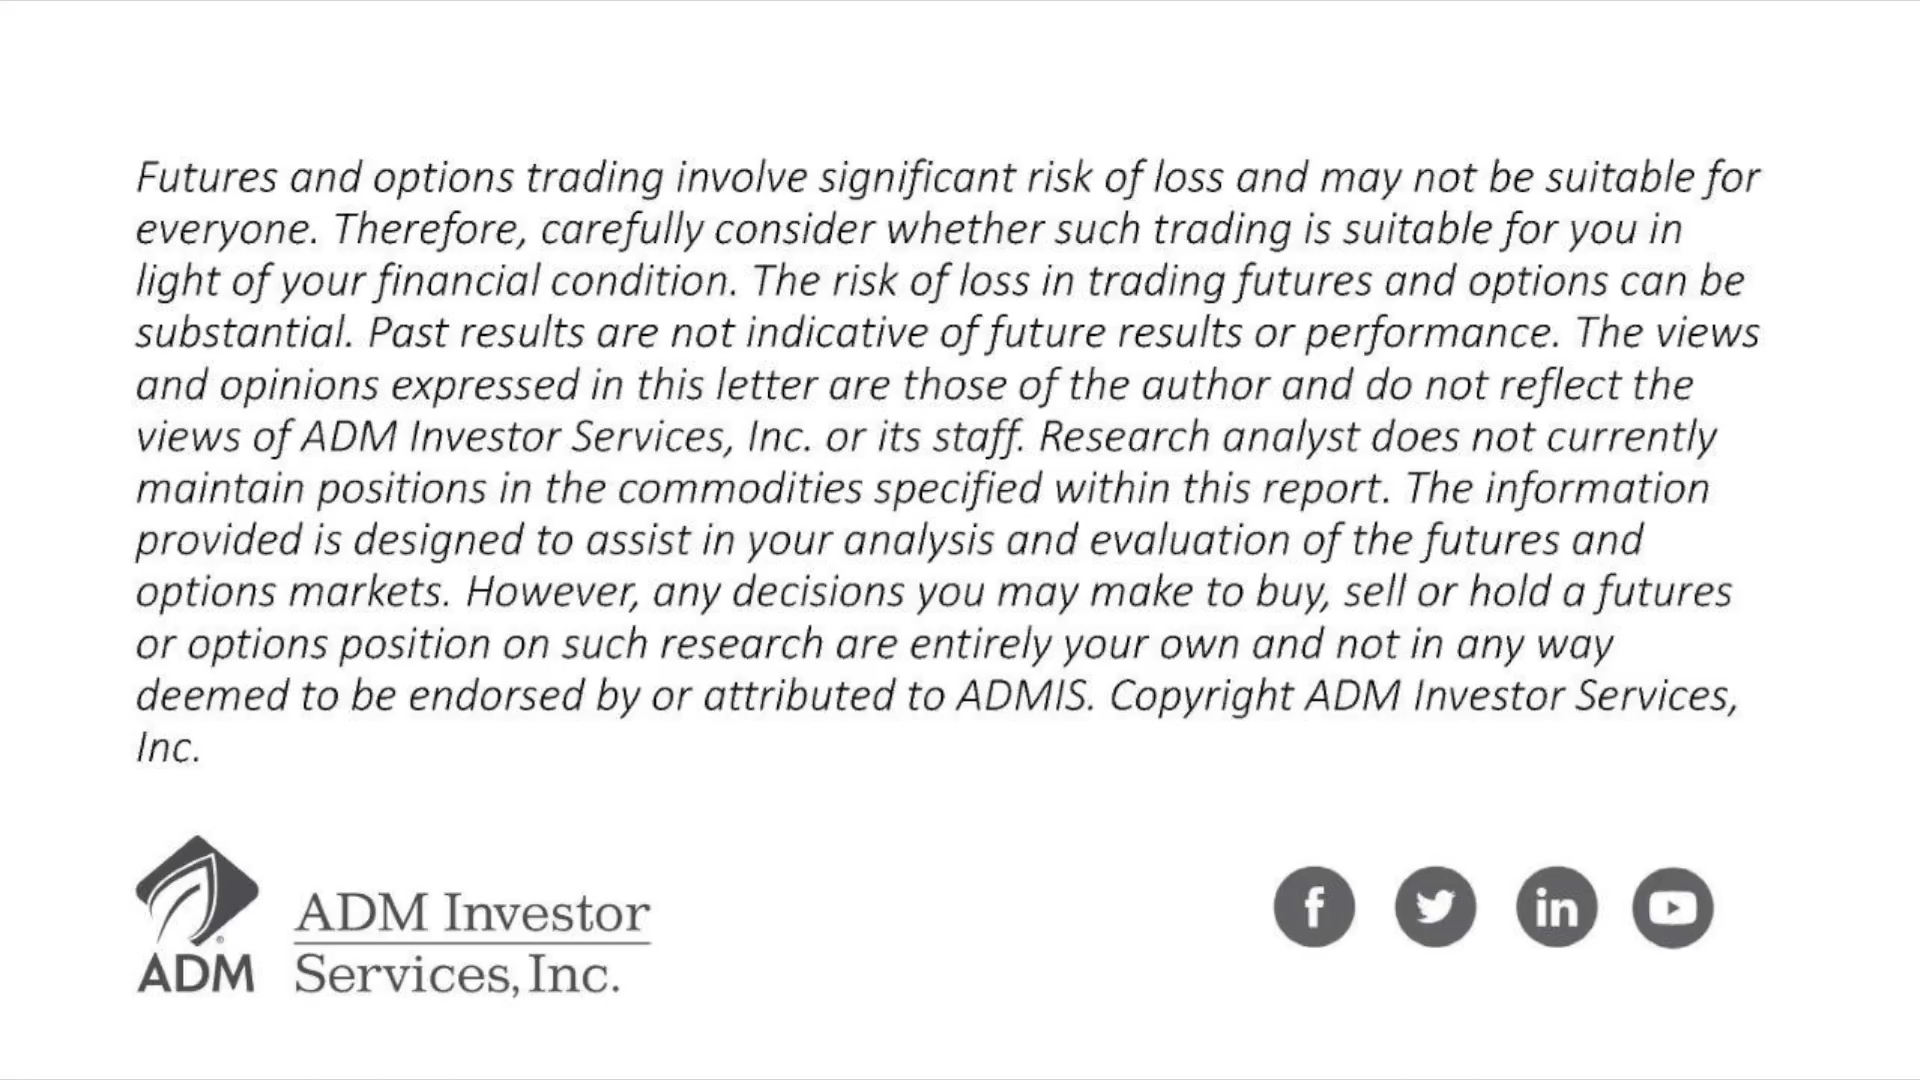 Futures and options trading involve significant risk of loss and may not be suitable for
everyone. Therefore, carefully consider whether such trading is suitable for you in
light of your financial condition. The risk of loss in trading futures and options can be
substantial. Past results are not indicative of future results or performance. The views
and opinions expressed in this letter are those of the author and do not reflect the
views of ADM Investor Services, Inc. or its staff. Research analyst does not currently
maintain positions in the commodities specified within this report. The information
provided is designed to assist in your analysis and evaluation of the futures and
options markets. However, any decisions you may make to buy, sell or hold a futures
or options position on such research are entirely your own and not in any way
deemed to be endorsed by or attributed to ADMIS. Copyright ADM Investor Services,
Inc.
ADM
ADM Investor
Services, Inc.
f
in